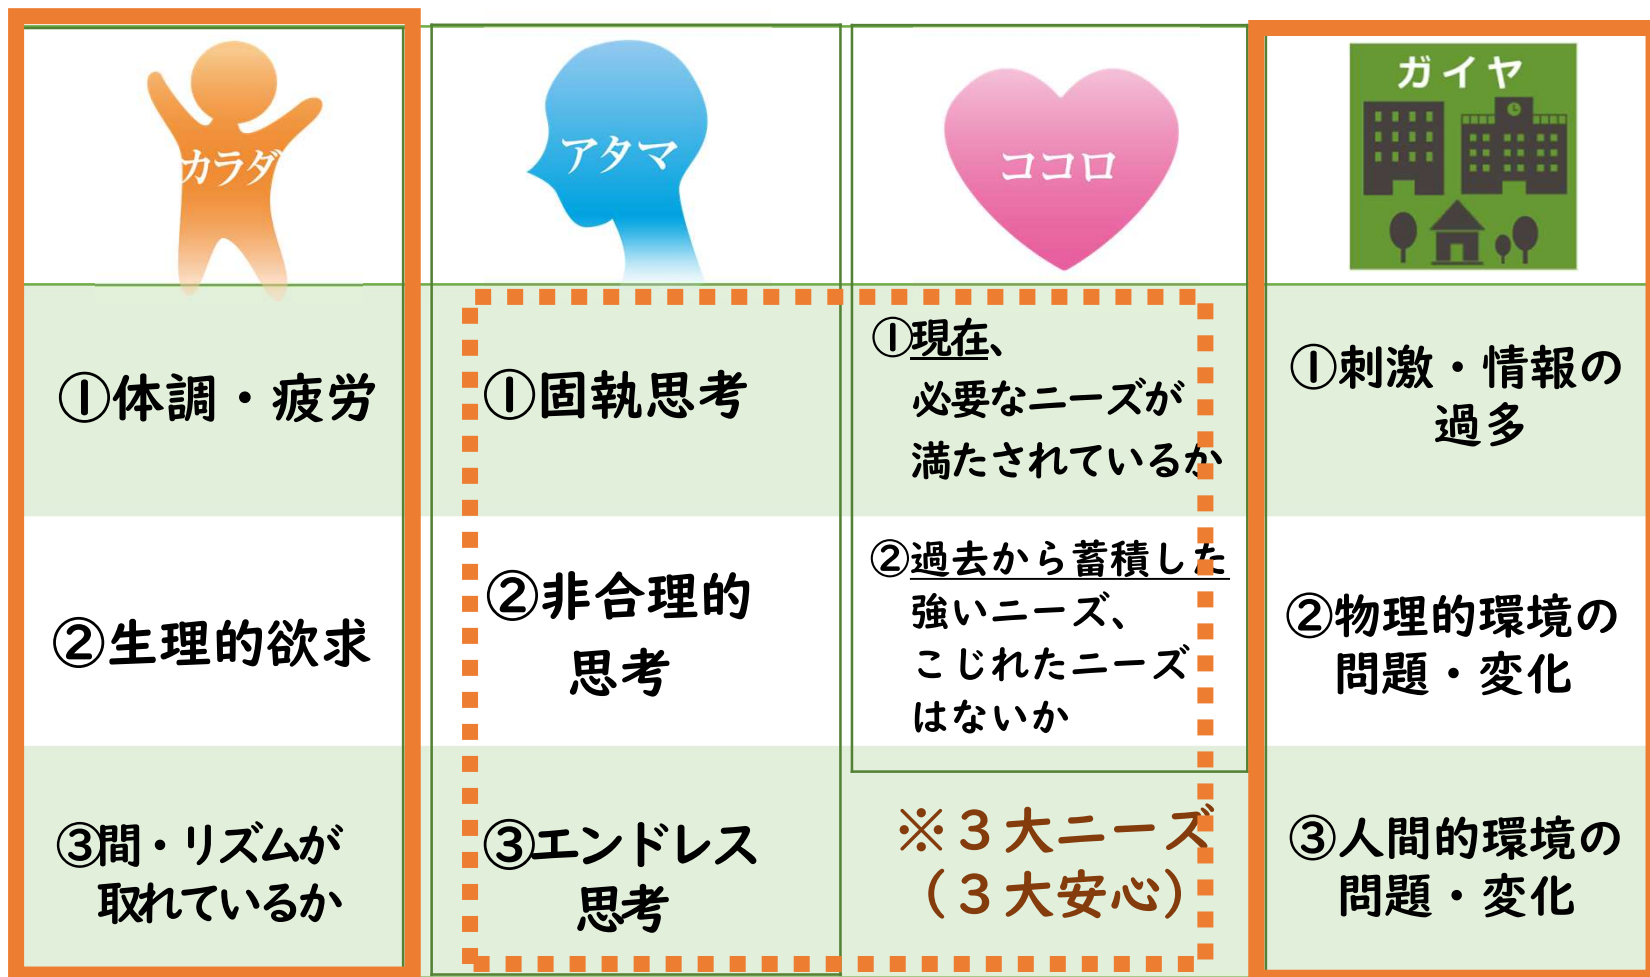 カラダ
アタマ
ココロ
ガイヤ
①体調・疲労
①固執思考
①現在、
必要なニーズが
満たされているか
①刺激・情報の
過多
②生理的欲求
②非合理的
思考
②過去から蓄積した
強いニーズ、
こじれたニーズ
はないか
②物理的環境の
問題・変化
③間・リズムが
取れているか
③エンドレス
思考
※３大ニーズ
（３大安心）
③人間的環境の
問題・変化